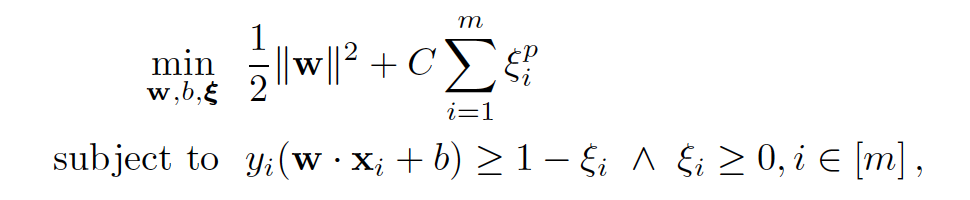 min_{w,b,ξ} 1/2 ‖w‖² + C ∑_{i=1}^{m} ξ_i^p
subject to y_i(w · x_i + b) ≥ 1 − ξ_i ∧ ξ_i ≥ 0, i ∈ [m] ,